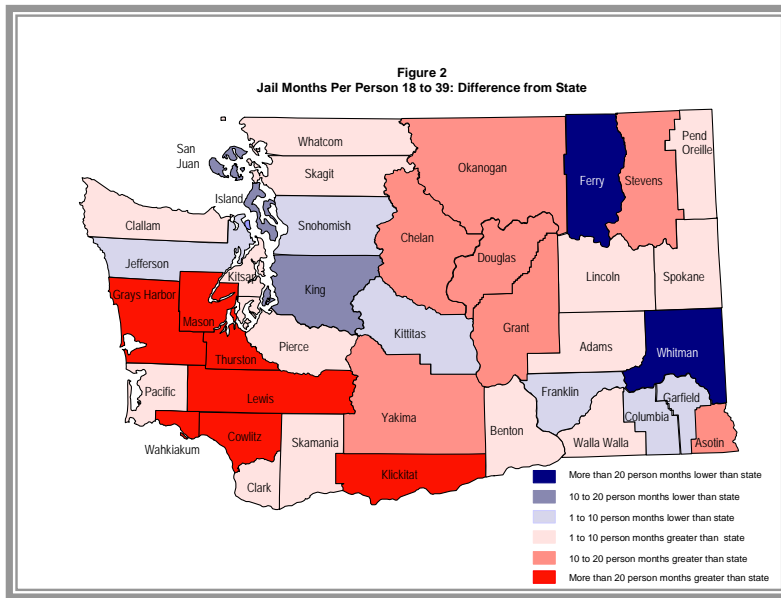 Figure 2
Jail Months Per Person 18 to 39: Difference from State
San
Juan
Whatcom
Skagit
Okanogan
Ferry
Stevens
Pend
Oreille
Island
Snohomish
Clallam
Chelan
Douglas
Jefferson
Kitsap
King
Lincoln
Spokane
Grays Harbor
Mason
Kittitas
Grant
Pierce
Adams
Whitman
Thurston
Pacific
Lewis
Yakima
Franklin
Garfield
Columbia
Benton
Walla Walla
Asotin
Wahkiakum
Cowlitz
Skamania
Clark
Klickitat
More than 20 person months lower than state
10 to 20 person months lower than state
1 to 10 person months lower than state
1 to 10 person months greater than state
10 to 20 person months greater than state
More than 20 person months greater than state